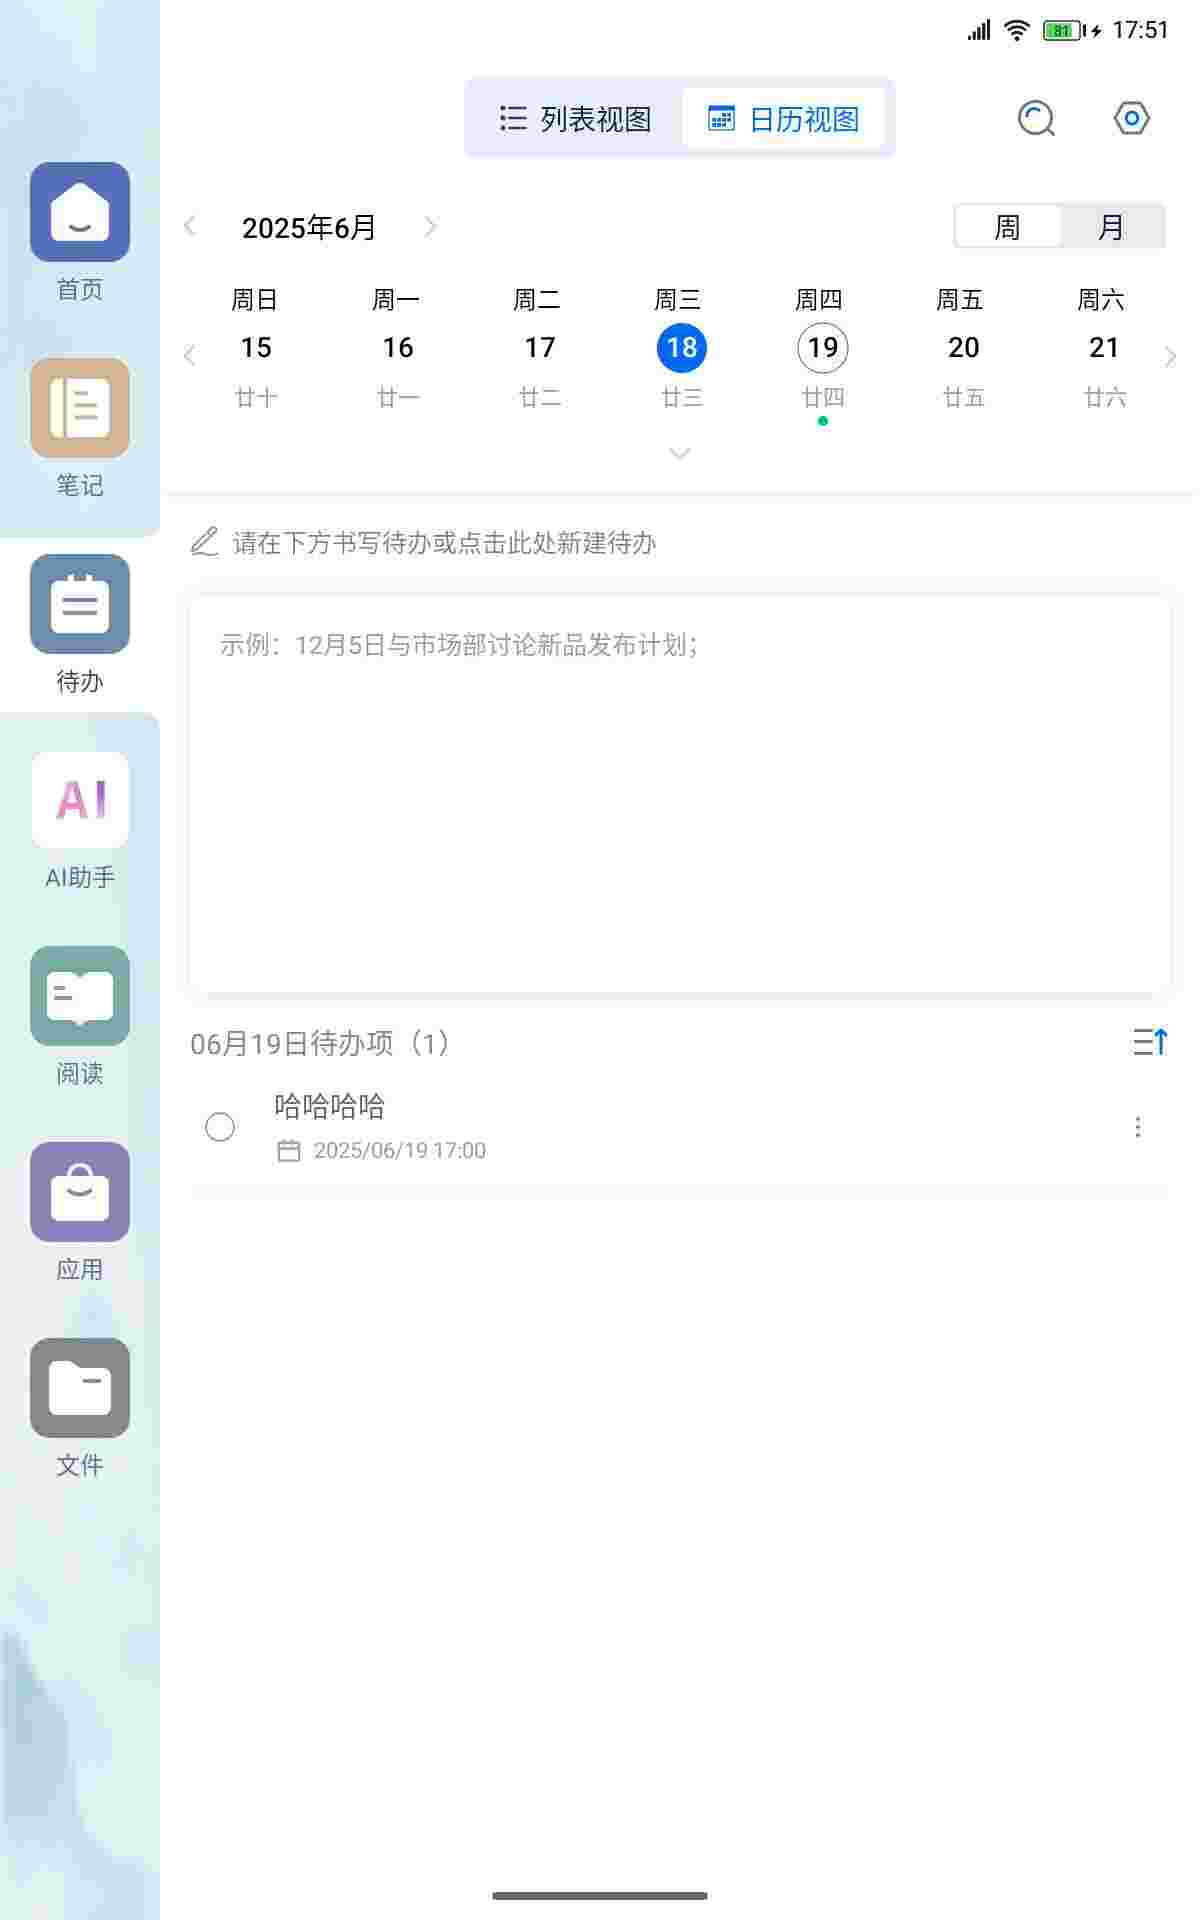 81 17:51
列表视图 日历视图
2025年6月 周 月
周日 周一 周二 周三 周四 周五 周六
15 16 17 18 19 20 21
廿十 廿一 廿二 廿三 廿四 廿五 廿六
请在下方书写待办或点击此处新建待办
示例：12月5日与市场部讨论新品发布计划；
06月19日待办项（1）
哈哈哈哈
2025/06/19 17:00
首页
笔记
待办
AI
AI助手
阅读
应用
文件